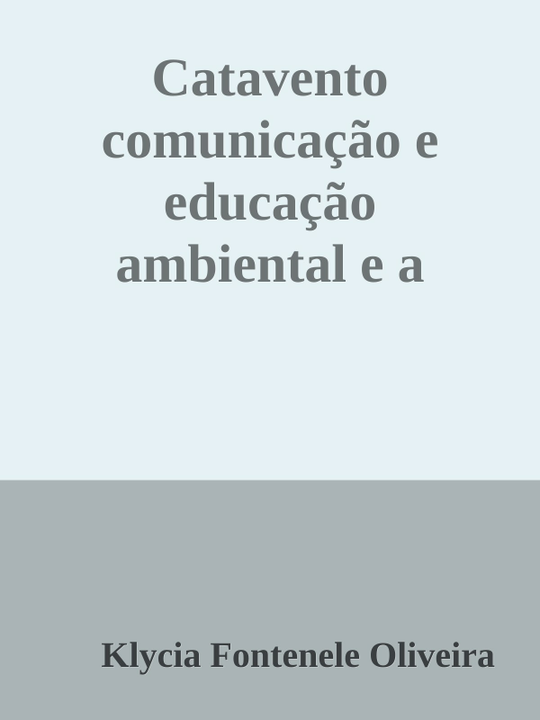 Catavento
comunicação e
educação
ambiental e a
Klycia Fontenele Oliveira